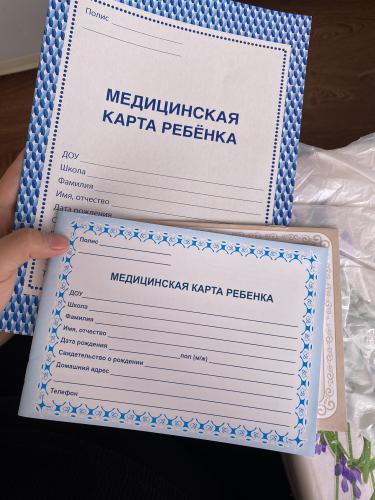 Полис
МЕДИЦИНСКАЯ
КАРТА РЕБЁНКА
ДОУ
Школа
Фамилия
Имя, отчество
Дата рождения
Полис
МЕДИЦИНСКАЯ КАРТА РЕБЕНКА
ДОУ
Школа
Фамилия
Имя, отчество
Дата рождения пол (м/ж)
Свидетельство о рождении
Домашний адрес
Телефон